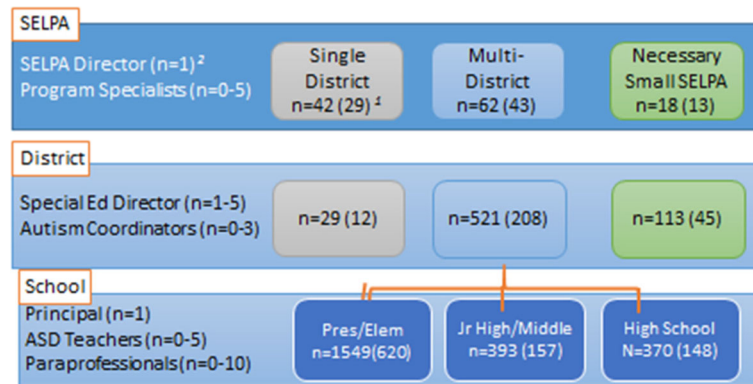 SELPA
SELPA Director (n=1)²
Program Specialists (n=0-5)
Single
District
n=42 (29) ¹
Multi-
District
n=62 (43)
Necessary
Small SELPA
n=18 (13)
District
Special Ed Director (n=1-5)
Autism Coordinators (n=0-3)
n=29 (12)
n=521 (208)
n=113 (45)
School
Principal (n=1)
ASD Teachers (n=0-5)
Paraprofessionals (n=0-10)
Pres/Elem
n=1549(620)
Jr High/Middle
n=393 (157)
High School
N=370 (148)